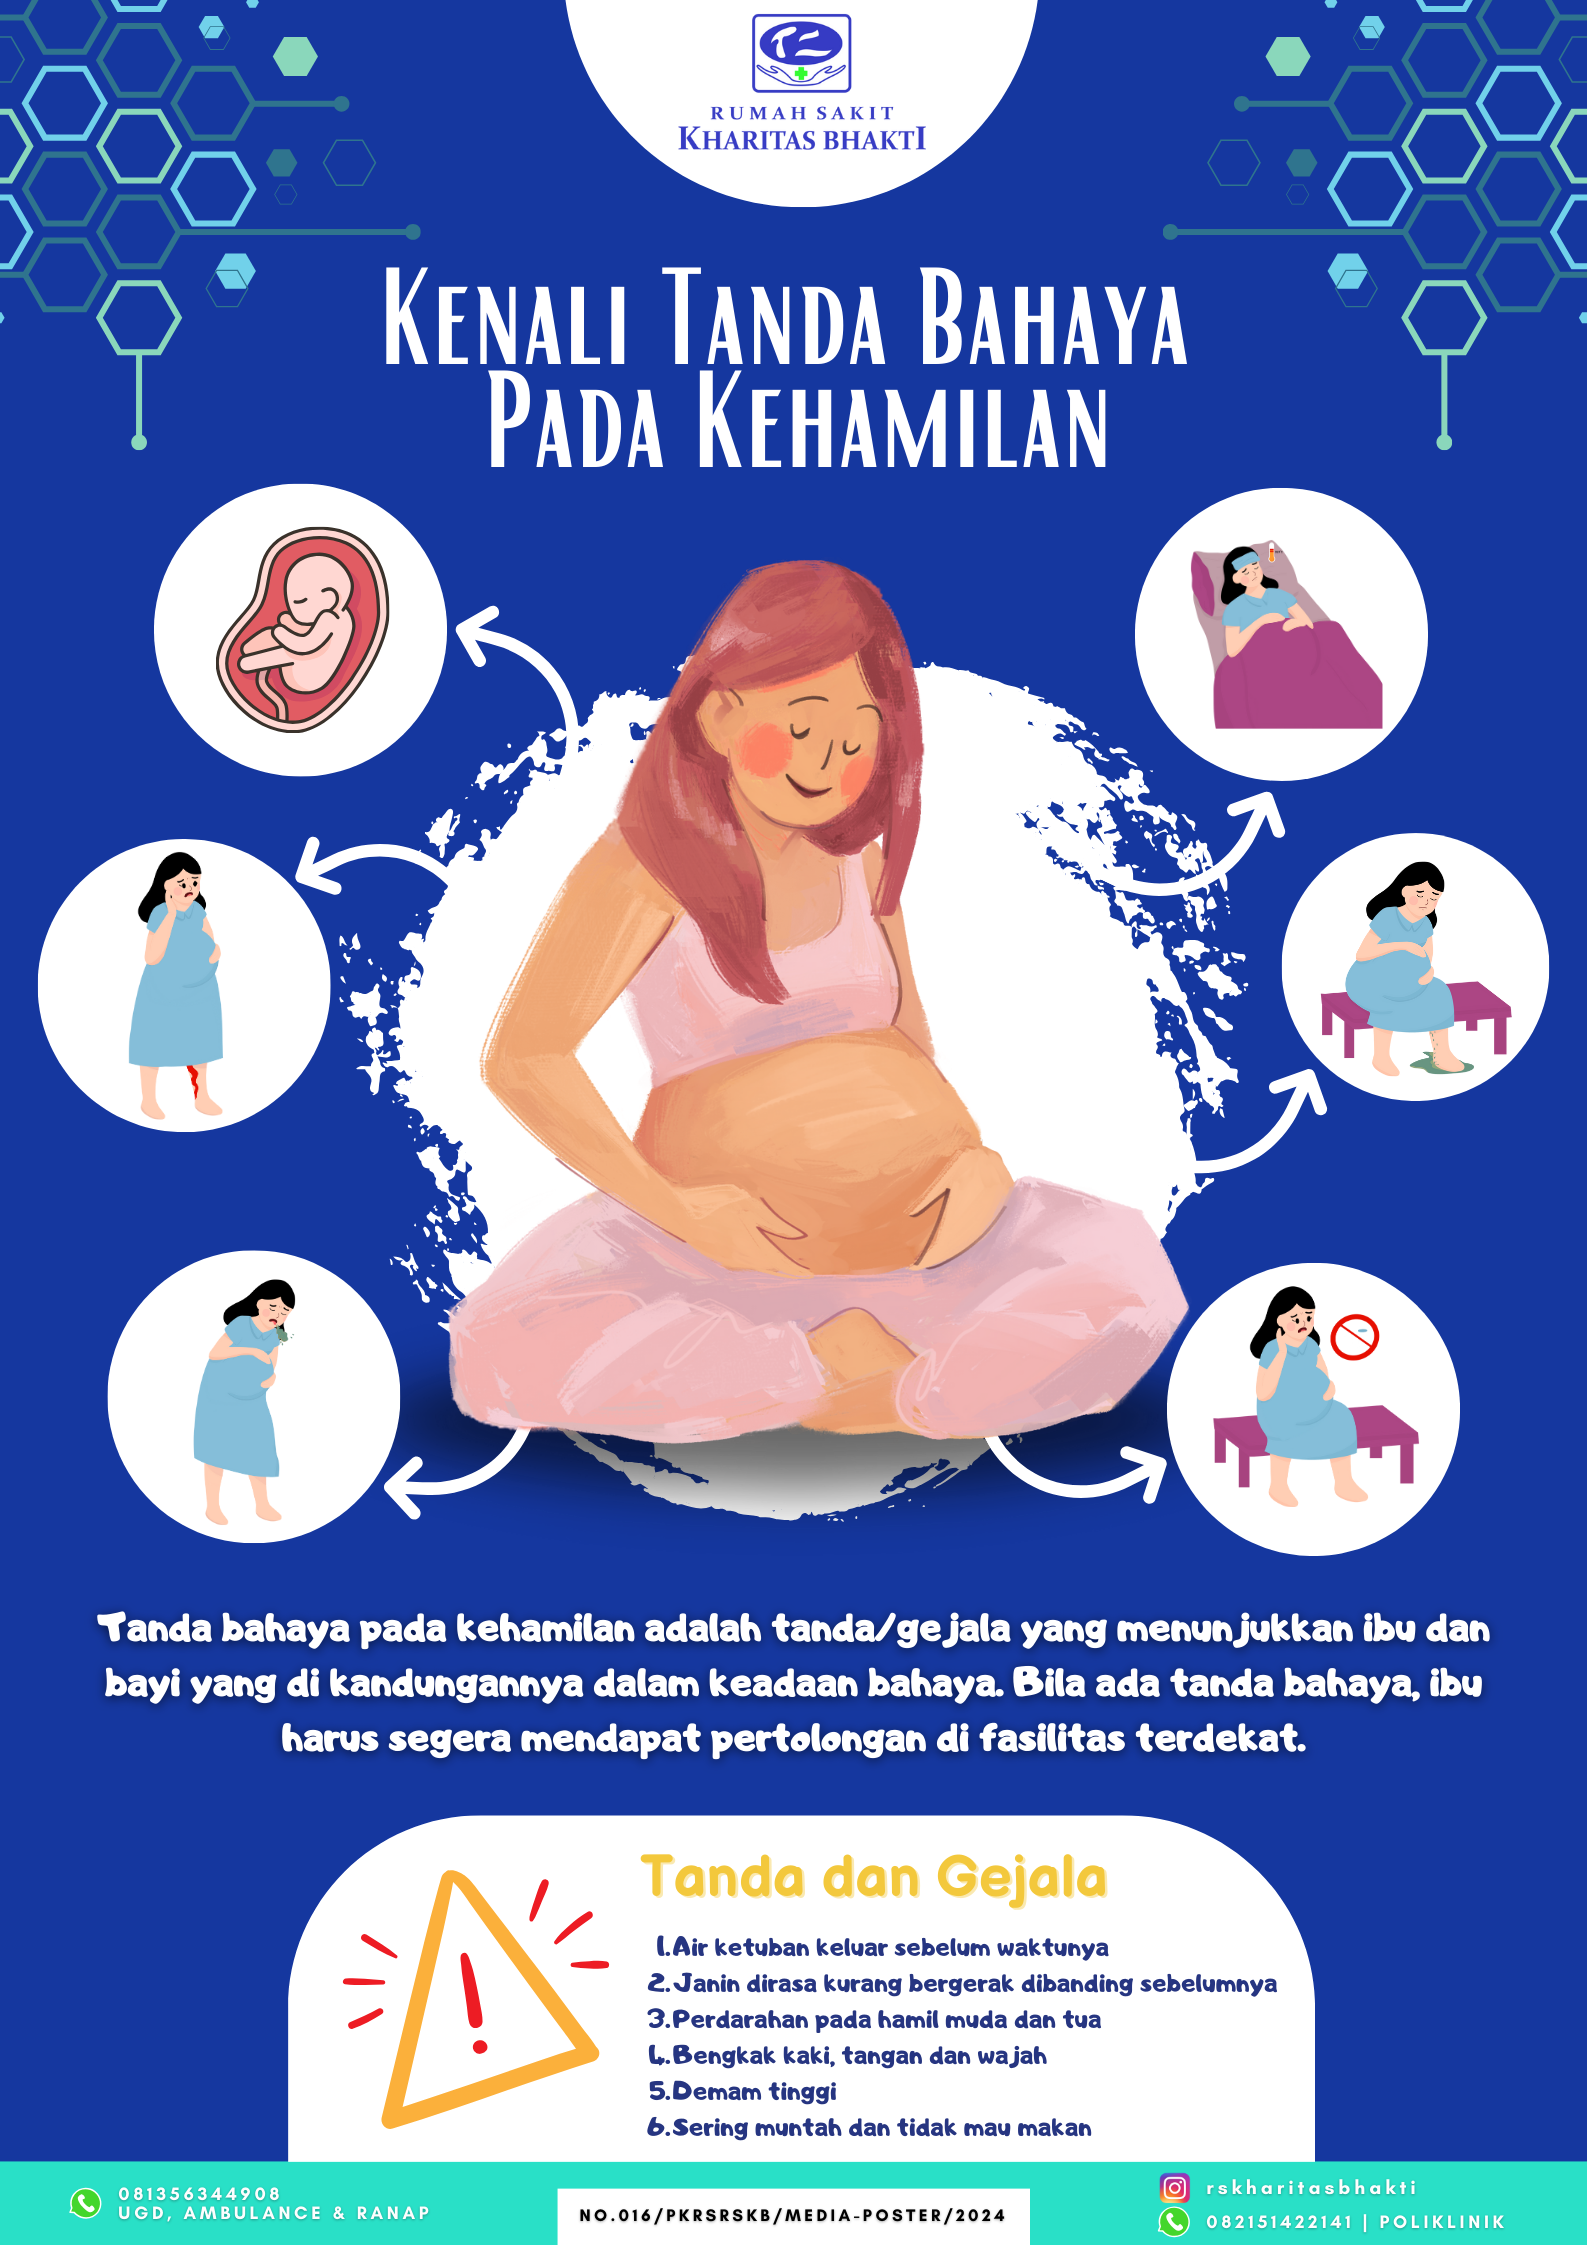 RUMAH SAKIT
KHARITAS BHAKTI
KENALI TANDA BAHAYA
PADA KEHAMILAN
Tanda bahaya pada kehamilan adalah tanda/gejala yang menunjukkan ibu dan
bayi yang di kandungannya dalam keadaan bahaya. Bila ada tanda bahaya, ibu
harus segera mendapat pertolongan di fasilitas terdekat.
Tanda dan Gejala
1.Air ketuban keluar sebelum waktunya
2.Janin dirasa kurang bergerak dibanding sebelumnya
3.Perdarahan pada hamil muda dan tua
4.Bengkak kaki, tangan dan wajah
5.Demam tinggi
6.Sering muntah dan tidak mau makan
081356344908
UGD, AMBULANCE & RANAP
NO.016/PKRSRSKB/MEDIA-POSTER/2024
rskharitasbhakti
082151422141 | POLIKLINIK